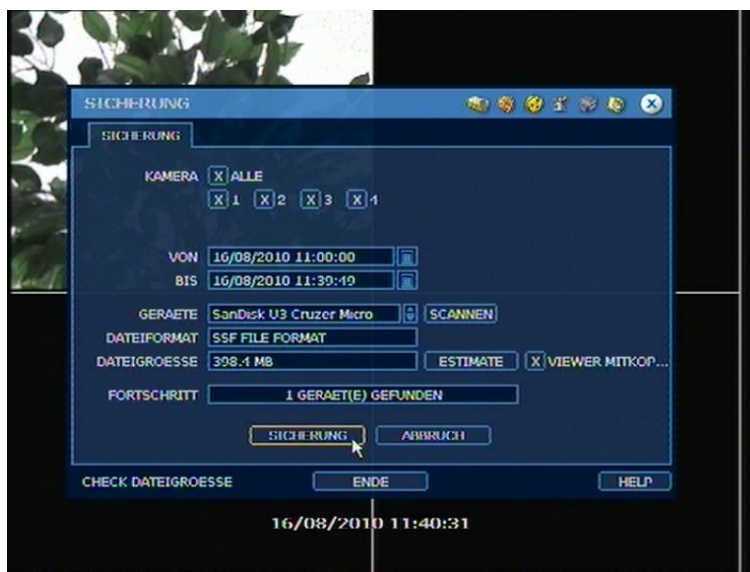 SICHERUNG
SICHERUNG
KAMERA X ALLE
X 1 X 2 X 3 X 4
VON 16/08/2010 11:00:00
BIS 16/08/2010 11:39:49
GERAETE SanDisk U3 Cruzer Micro SCANNEN
DATEIFORMAT SSF FILE FORMAT
DATEIGROESSE 398.4 MB ESTIMATE X VIEWER MITKOP...
FORTSCHRITT 1 GERAET(E) GEFUNDEN
SICHERUNG ABBRUCH
CHECK DATEIGROESSE ENDE HELP
16/08/2010 11:40:31